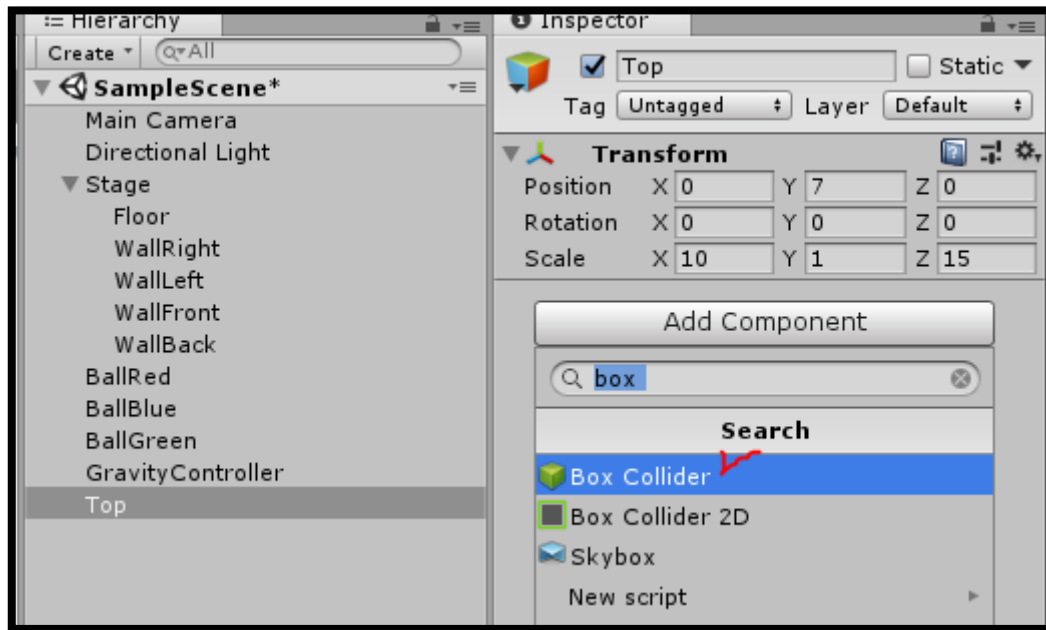 Hierarchy
Create All
SampleScene*
Main Camera
Directional Light
Stage
Floor
WallRight
WallLeft
WallFront
WallBack
BallRed
BallBlue
BallGreen
GravityController
Top
Inspector
Top Static
Tag Untagged Layer Default
Transform
Position X 0 Y 7 Z 0
Rotation X 0 Y 0 Z 0
Scale X 10 Y 1 Z 15
Add Component
box
Search
Box Collider
Box Collider 2D
Skybox
New script